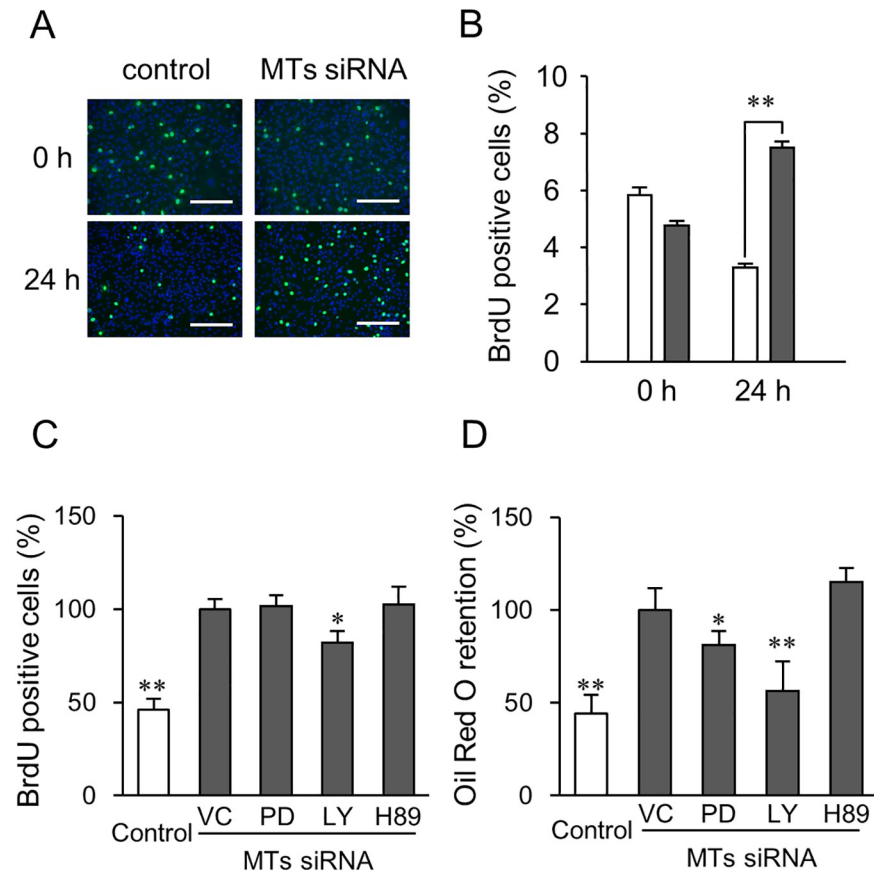 A
control MTs siRNA
0 h
24 h
B
BrdU positive cells (%)
10
8
6
4
2
0
**
0 h 24 h
C
BrdU positive cells (%)
150
100
50
0
**
*
Control VC PD LY H89
MTs siRNA
D
Oil Red O retention (%)
150
100
50
0
**
*
**
Control VC PD LY H89
MTs siRNA